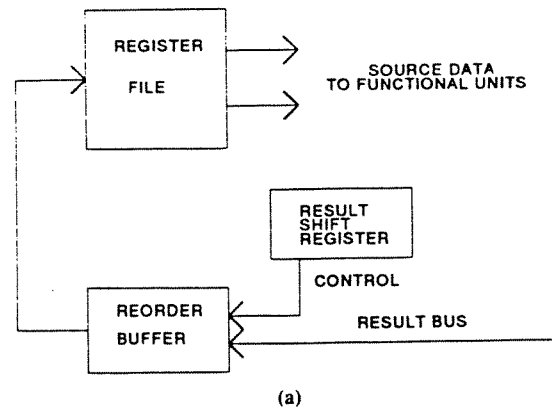 REGISTER
FILE
SOURCE DATA
TO FUNCTIONAL UNITS
RESULT
SHIFT
REGISTER
CONTROL
REORDER
BUFFER
RESULT BUS
(a)